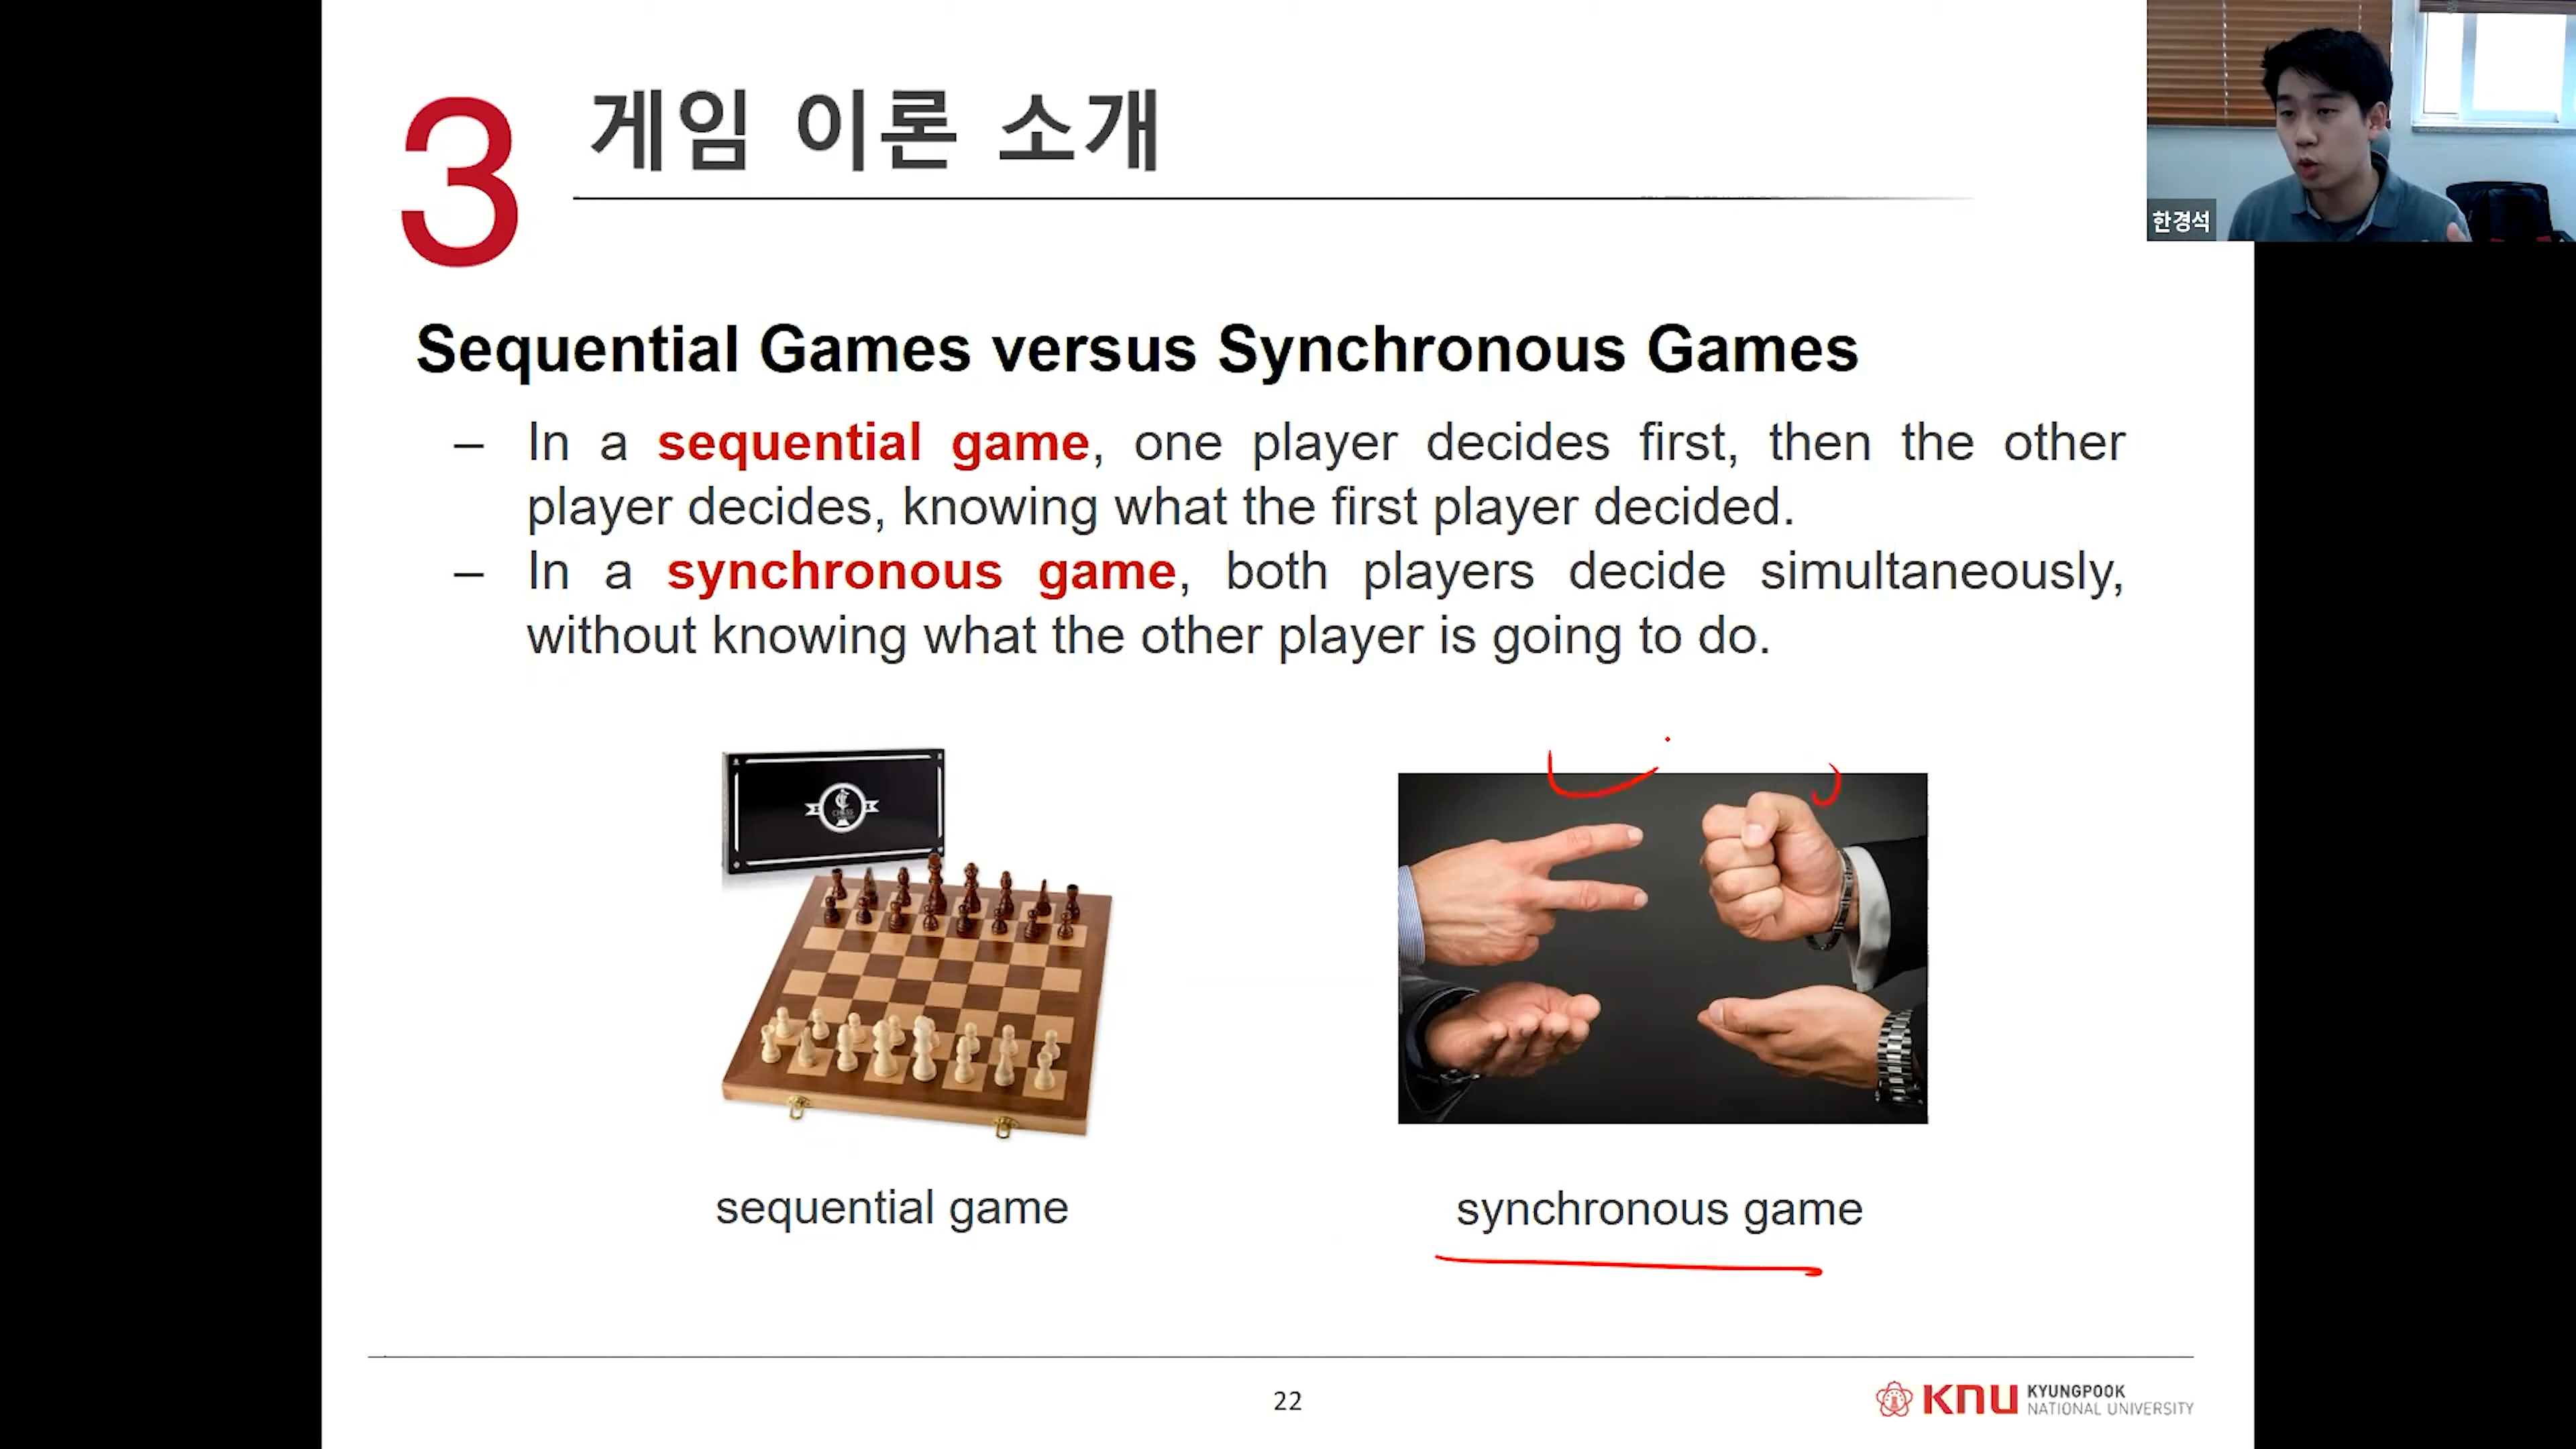 3 게임 이론 소개
한경석
Sequential Games versus Synchronous Games
– In a sequential game, one player decides first, then the other
player decides, knowing what the first player decided.
– In a synchronous game, both players decide simultaneously,
without knowing what the other player is going to do.
CHESS
sequential game
synchronous game
22
KNU KYUNGPOOK
NATIONAL UNIVERSITY